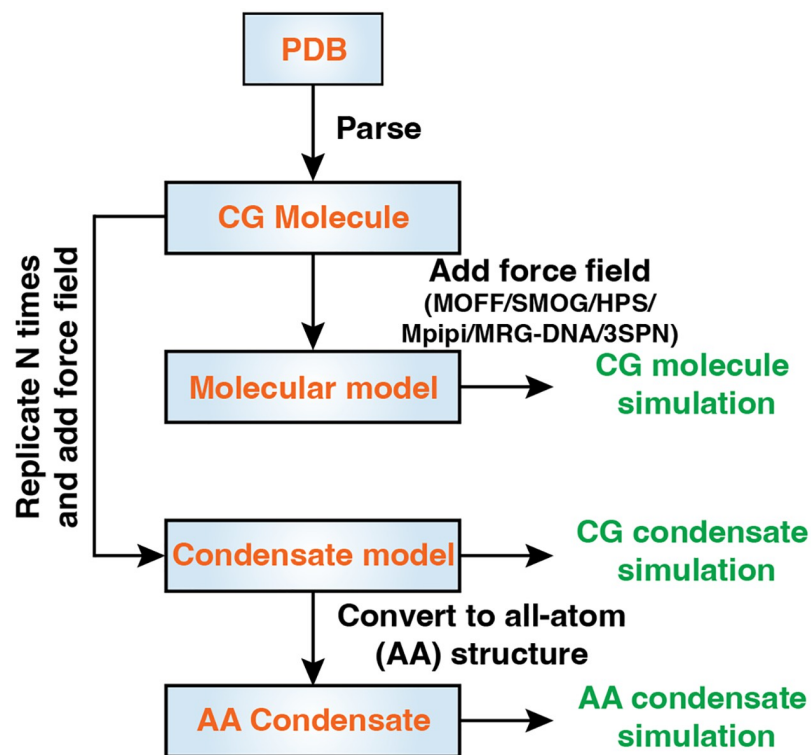 PDB
Parse
CG Molecule
Replicate N times
and add force field
Add force field
(MOFF/SMOG/HPS/
Mpipi/MRG-DNA/3SPN)
Molecular model
CG molecule
simulation
Condensate model
CG condensate
simulation
Convert to all-atom
(AA) structure
AA Condensate
AA condensate
simulation